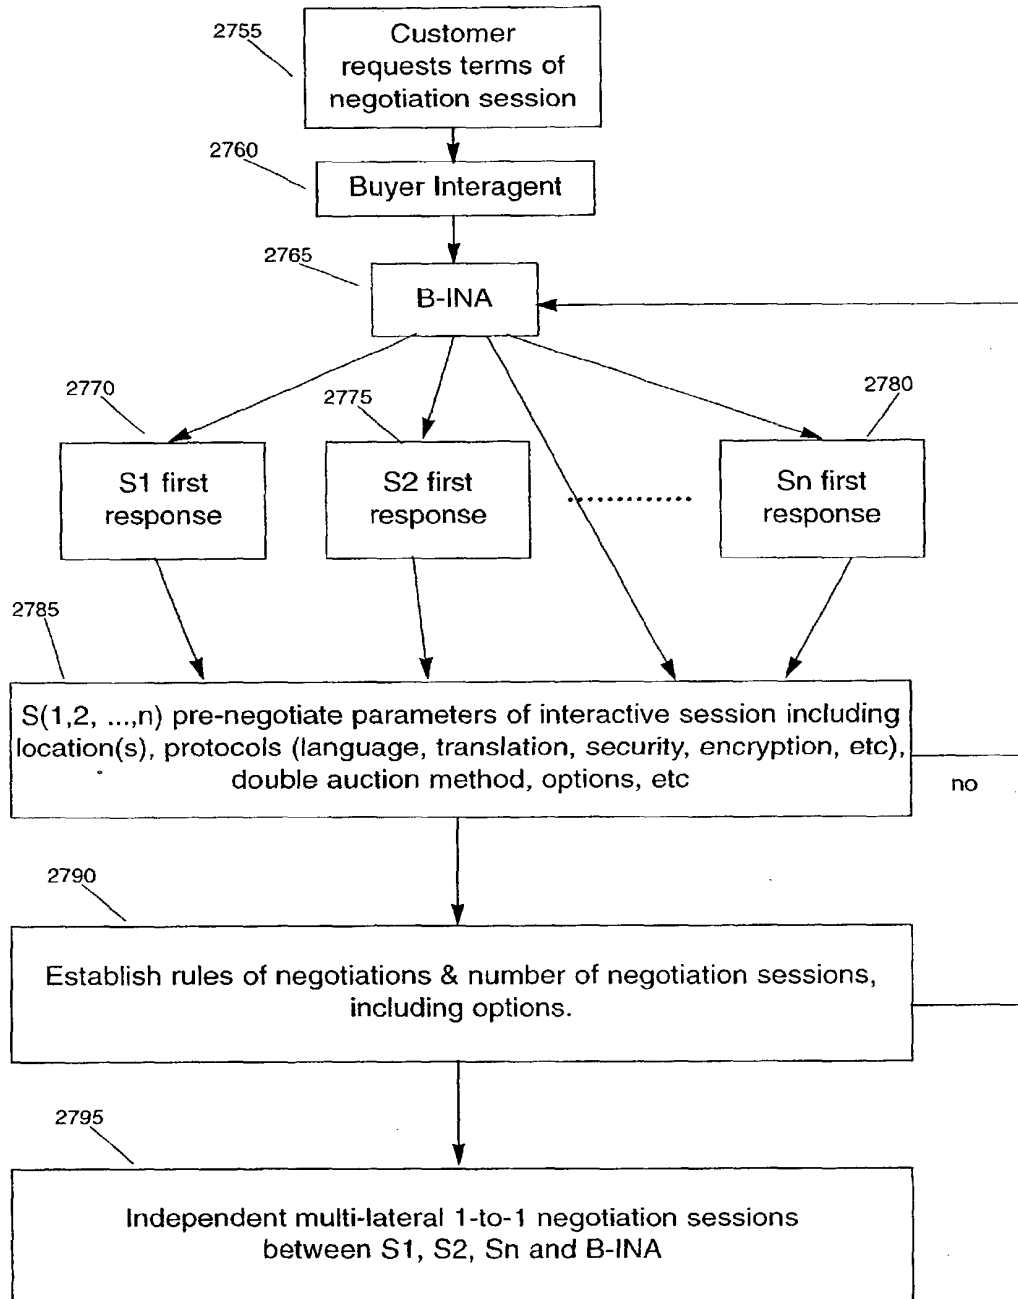 2755
Customer
requests terms of
negotiation session
2760
Buyer Interagent
2765
B-INA
2770
2775
2780
S1 first
response
S2 first
response
Sn first
response
2785
S(1,2, ...,n) pre-negotiate parameters of interactive session including
location(s), protocols (language, translation, security, encryption, etc),
double auction method, options, etc
no
2790
Establish rules of negotiations & number of negotiation sessions,
including options.
2795
Independent multi-lateral 1-to-1 negotiation sessions
between S1, S2, Sn and B-INA